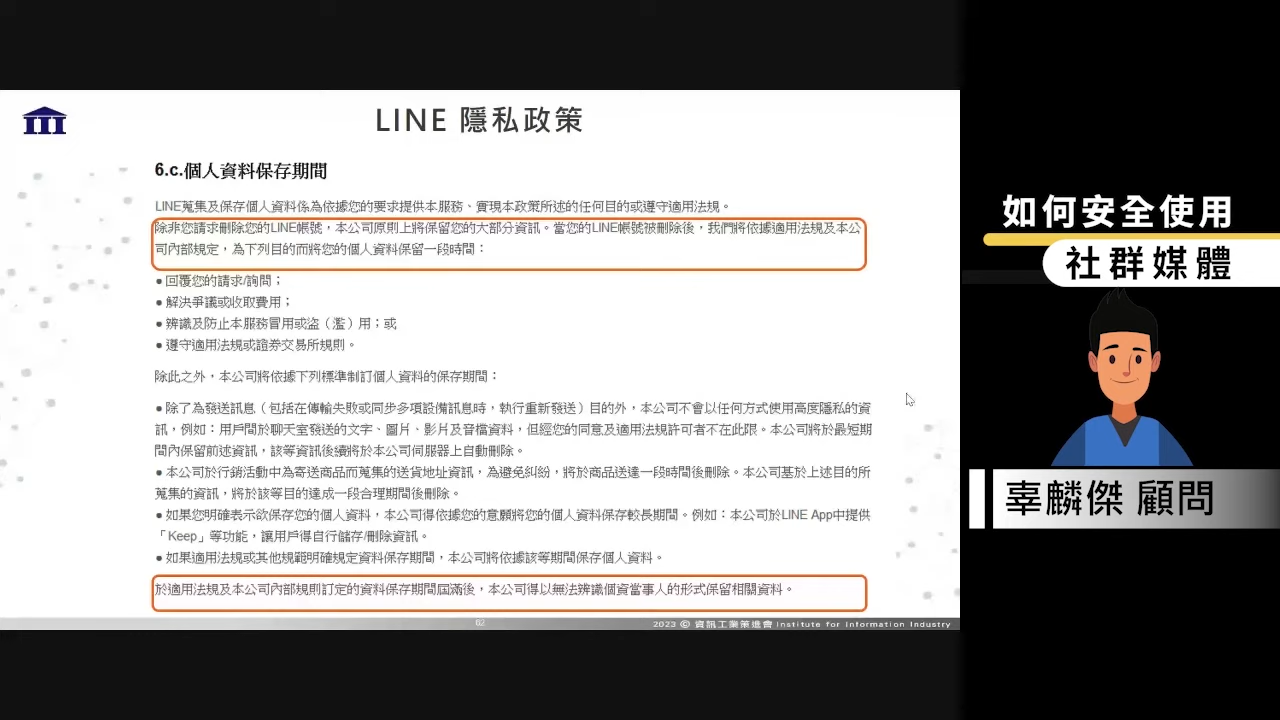 LINE 隱私政策
6.c.個人資料保存期間
LINE蒐集及保存個人資料係為依據您的要求提供本服務、實現本政策所述的任何目的或遵守適用法規。
除非您請求刪除您的LINE帳號，本公司原則上將保留您的大部分資訊。當您的LINE帳號被刪除後，我們將依據適用法規及本公
司內部規定，為下列目的而將您的個人資料保留一段時間：
● 回覆您的請求/詢問；
● 解決爭議或收取費用；
● 辨識及防止本服務冒用或盜（濫）用；或
● 遵守適用法規或證券交易所規則。
除此之外，本公司將依據下列標準制訂個人資料的保存期間：
● 除了為發送訊息（包括在傳輸失敗或同步多項設備訊息時，執行重新發送）目的外，本公司不會以任何方式使用高度隱私的資
訊，例如：用戶間於聊天室發送的文字、圖片、影片及音檔資料，但經您的同意及適用法規許可者不在此限。本公司將於最短期
間內保留前述資訊，該等資訊後續將於本公司伺服器上自動刪除。
● 本公司於行銷活動中為寄送商品而蒐集的送貨地址資訊，為避免糾紛，將於商品送達一段時間後刪除。本公司基於上述目的所
蒐集的資訊，將於該等目的達成一段合理期間後刪除。
● 如果您明確表示欲保存您的個人資料，本公司得依據您的意願將您的個人資料保存較長期間。例如：本公司於LINE App中提供
「Keep」等功能，讓用戶得自行儲存/刪除資訊。
● 如果適用法規或其他規範明確規定資料保存期間，本公司將依據該等期間保存個人資料。
於適用法規及本公司內部規則訂定的資料保存期間屆滿後，本公司得以無法辨識個資當事人的形式保留相關資料。
62
2023 © 資訊工業策進會 Institute for Information Industry
如何安全使用
社群媒體
辜麟傑 顧問